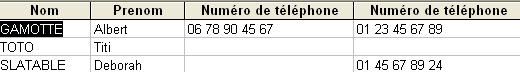 Nom Prenom Numéro de téléphone Numéro de téléphone
GAMOTTE Albert 06 78 90 45 67 01 23 45 67 89
TOTO Titi
SLATABLE Deborah 01 45 67 89 24